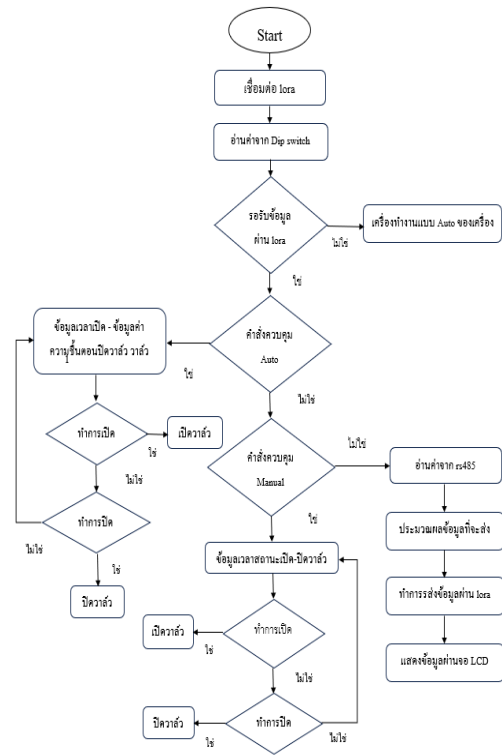 Start
เชื่อมต่อ lora
อ่านค่าจาก Dip switch
รอรับข้อมูล
ผ่าน lora
ไม่ใช่
เครื่องทำงานแบบ Auto ของเครื่อง
ใช่
คำสั่งควบคุม
Auto
ใช่
ไม่ใช่
ข้อมูลเวลาเปิด - ข้อมูลค่า
ความชื้นตอนปิดวาล์ว วาล์ว
ทำการเปิด
ใช่
เปิดวาล์ว
ไม่ใช่
ทำการปิด
ไม่ใช่
ใช่
ปิดวาล์ว
คำสั่งควบคุม
Manual
ไม่ใช่
ใช่
อ่านค่าจาก rs485
ประมวณผลข้อมูลที่จะส่ง
ทำการรส่งข้อมูลผ่าน lora
แสดงข้อมูลผ่านจอ LCD
ข้อมูลเวลาสถานะเปิด-ปิดวาล์ว
ทำการเปิด
ใช่
เปิดวาล์ว
ไม่ใช่
ทำการปิด
ใช่
ปิดวาล์ว
ไม่ใช่